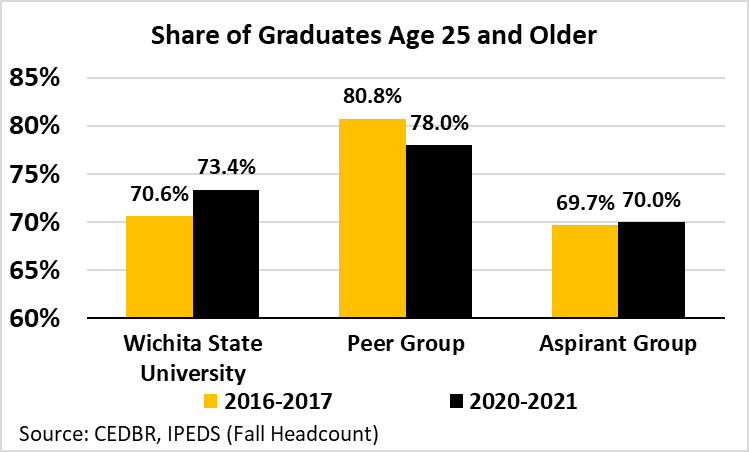 Share of Graduates Age 25 and Older
85%
80%
75%
70%
65%
60%
70.6%
73.4%
80.8%
78.0%
69.7%
70.0%
Wichita State
University
Peer Group
Aspirant Group
2016-2017
2020-2021
Source: CEDBR, IPEDS (Fall Headcount)